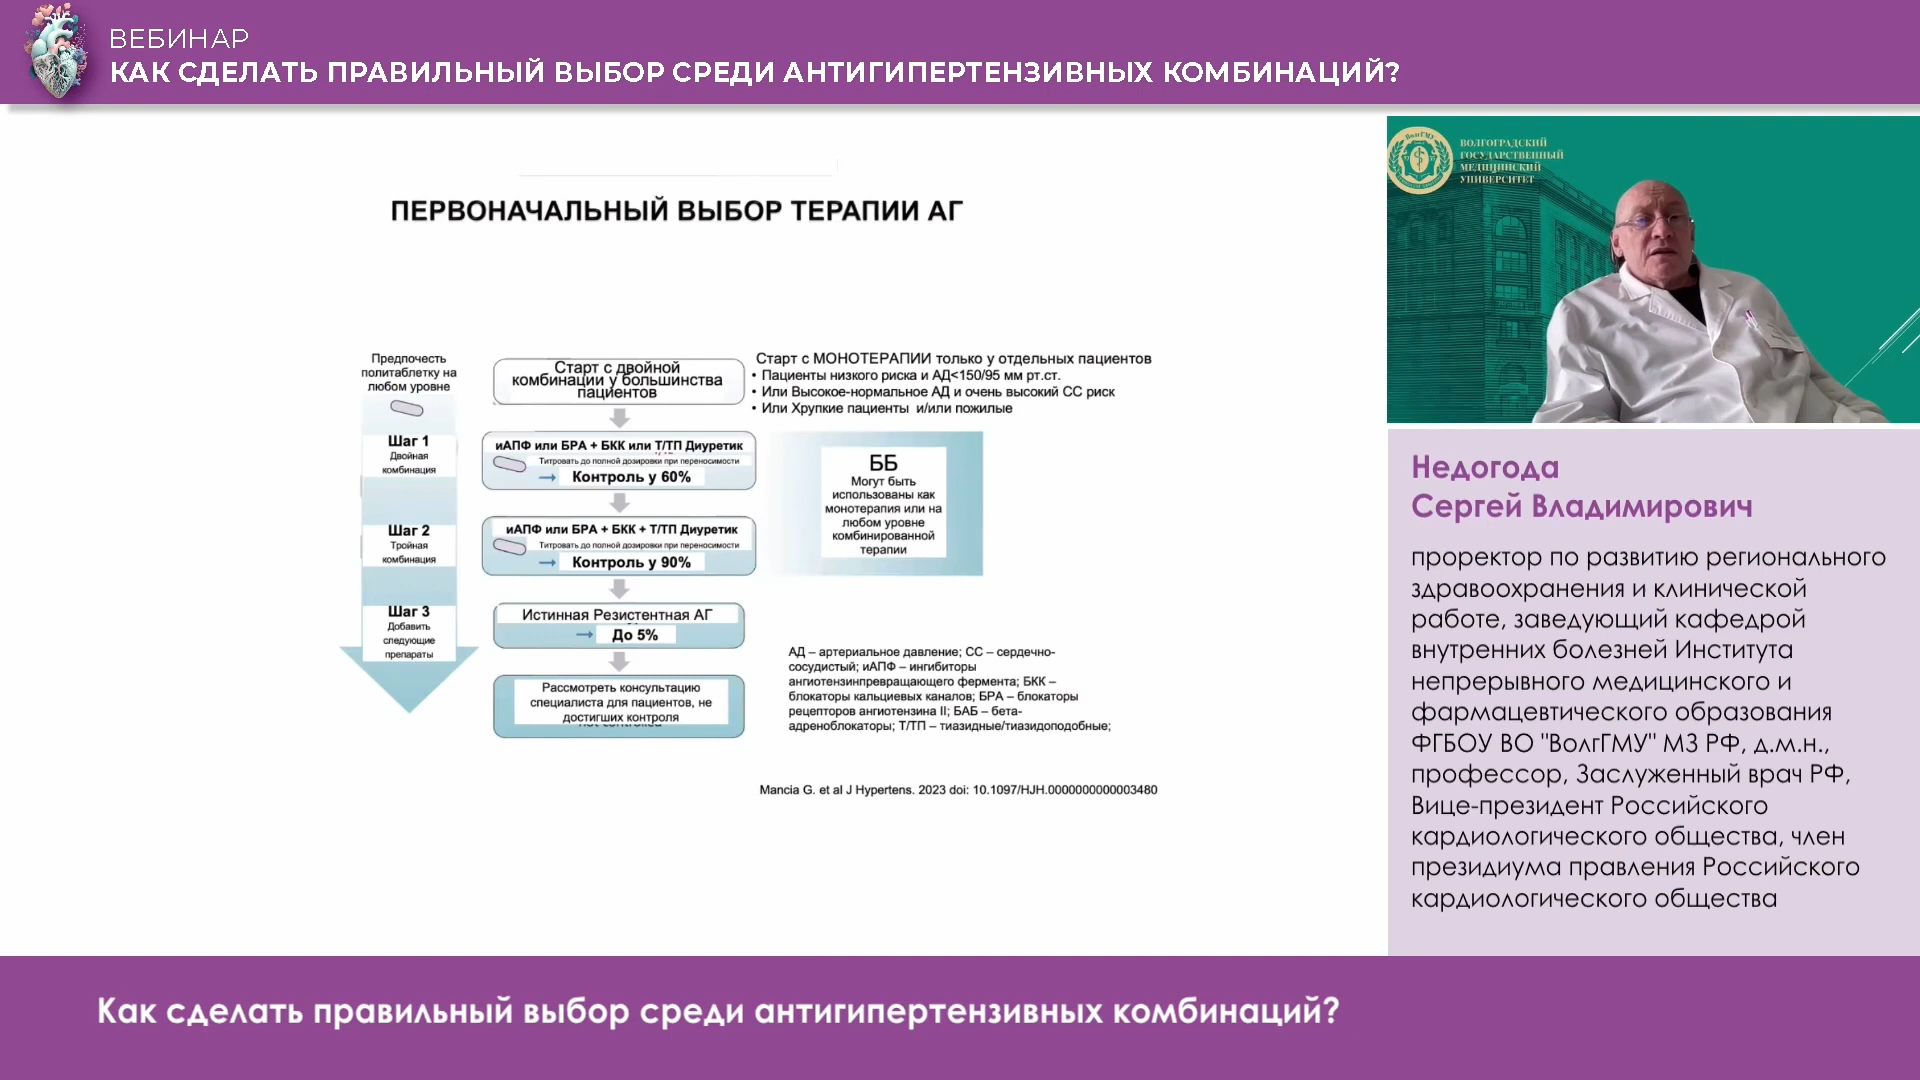 ВЕБИНАР
КАК СДЕЛАТЬ ПРАВИЛЬНЫЙ ВЫБОР СРЕДИ АНТИГИПЕРТЕНЗИВНЫХ КОМБИНАЦИЙ?
ПЕРВОНАЧАЛЬНЫЙ ВЫБОР ТЕРАПИИ АГ
Предпочесть
политаблетку на
любом уровне
Шаг 1
Двойная
комбинация
Шаг 2
Тройная
комбинация
Шаг 3
Добавить
следующие
препараты
Старт с двойной
комбинации у большинства
пациентов
иАПФ или БРА + БКК или Т/ТП Диуретик
Титровать до полной дозировки при переносимости
→ Контроль у 60%
иАПФ или БРА + БКК + Т/ТП Диуретик
Титровать до полной дозировки при переносимости
→ Контроль у 90%
Истинная Резистентная АГ
→ До 5%
Рассмотреть консультацию
специалиста для пациентов, не
достигших контроля
Старт с МОНОТЕРАПИИ только у отдельных пациентов
• Пациенты низкого риска и АД<150/95 мм рт.ст.
• Или Высокое-нормальное АД и очень высокий СС риск
• Или Хрупкие пациенты и/или пожилые
ББ
Могут быть
использованы как
монотерапия или на
любом уровне
комбинированной
терапии
АД – артериальное давление; СС – сердечно-
сосудистый; иАПФ – ингибиторы
ангиотензинпревращающего фермента; БКК –
блокаторы кальциевых каналов; БРА – блокаторы
рецепторов ангиотензина II; БАБ – бета-
адреноблокаторы; Т/ТП – тиазидные/тиазидоподобные;
Mancia G. et al J Hypertens. 2023 doi: 10.1097/HJH.0000000000003480
ВОЛГОГРАДСКИЙ
ГОСУДАРСТВЕННЫЙ
МЕДИЦИНСКИЙ
УНИВЕРСИТЕТ
Недогода
Сергей Владимирович
проректор по развитию регионального
здравоохранения и клинической
работе, заведующий кафедрой
внутренних болезней Института
непрерывного медицинского и
фармацевтического образования
ФГБОУ ВО "ВолгГМУ" МЗ РФ, д.м.н.,
профессор, Заслуженный врач РФ,
Вице-президент Российского
кардиологического общества, член
президиума правления Российского
кардиологического общества
Как сделать правильный выбор среди антигипертензивных комбинаций?